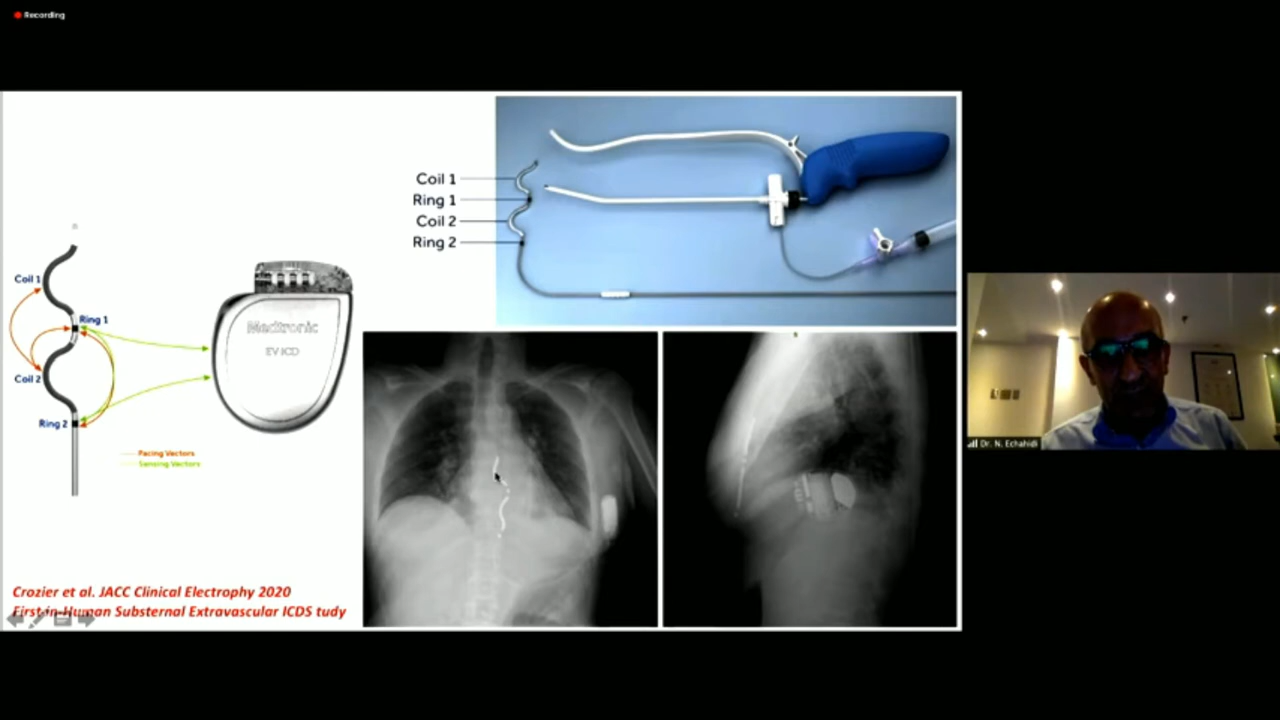 Recording
Coil 1
Ring 1
Coil 2
Ring 2
Coil 1
Ring 1
Coil 2
Ring 2
Medtronic
EV ICD
Pacing Vectors
Sensing Vectors
Crozier et al. JACC Clinical Electrophy 2020
First in-Human Substernal Extravascular ICDS tudy
Dr. N. Echahidi